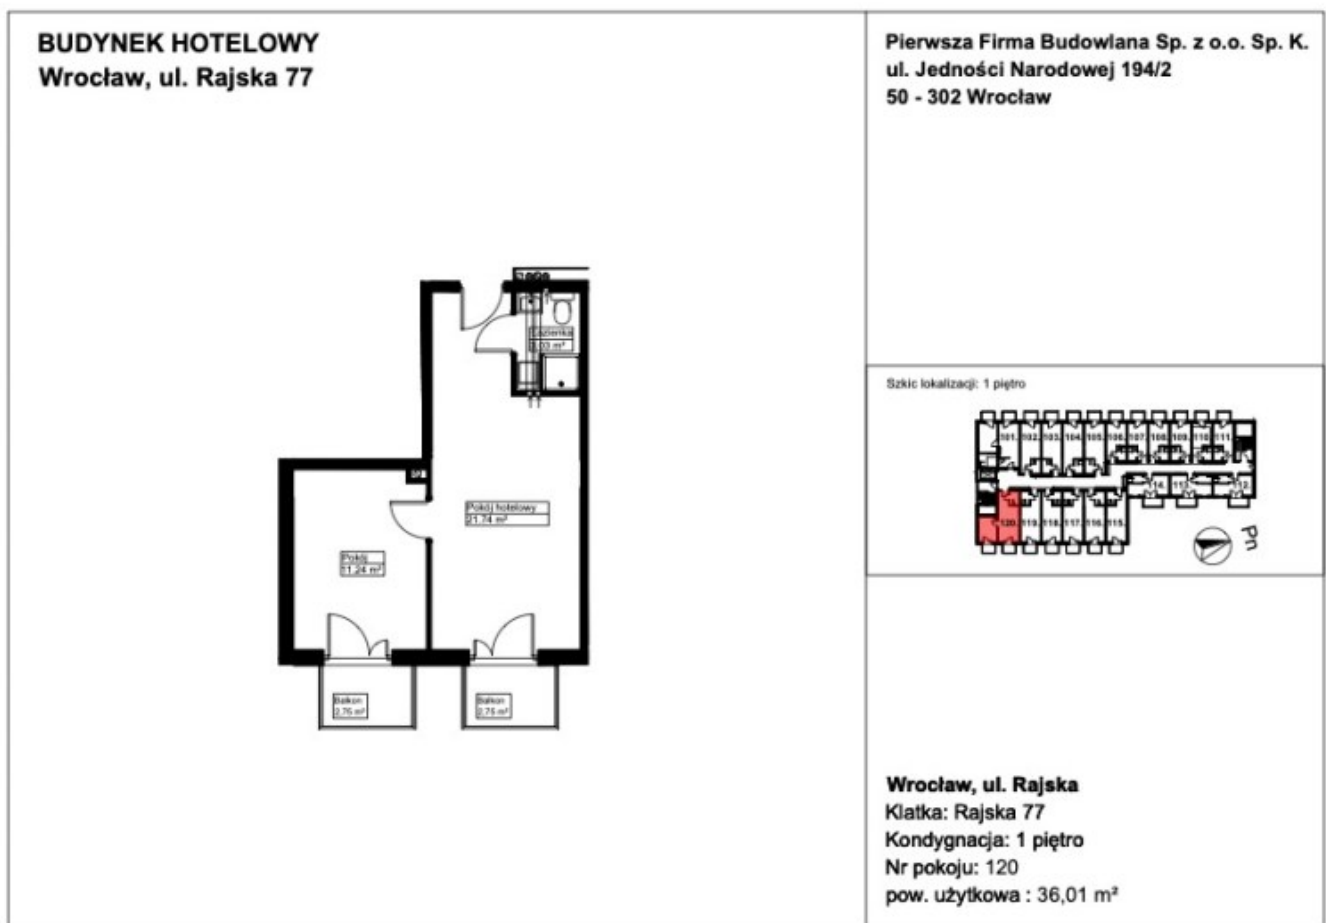 BUDYNEK HOTELOWY
Wrocław, ul. Rajska 77
Pierwsza Firma Budowlana Sp. z o.o. Sp. K.
ul. Jedności Narodowej 194/2
50 - 302 Wrocław
Łazienka
3.03 m²
Pokój hotelowy
21.74 m²
Pokój
11.24 m²
Balkon
2,75 m²
Balkon
2,75 m²
Szkic lokalizacji: 1 piętro
101. 102. 103. 104. 105. 106. 107. 108. 109. 110. 111.
114. 113. 112.
120. 119. 118. 117. 116. 115.
Pn
Wrocław, ul. Rajska
Klatka: Rajska 77
Kondygnacja: 1 piętro
Nr pokoju: 120
pow. użytkowa : 36,01 m²